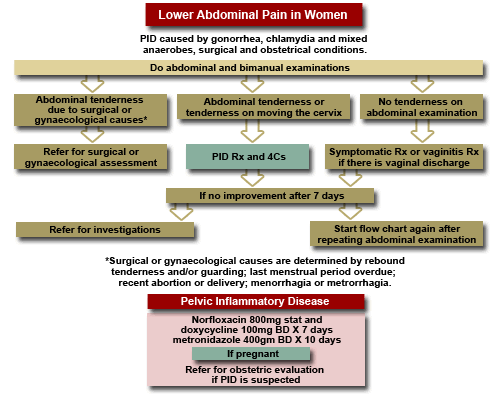 Lower Abdominal Pain in Women
PID caused by gonorrhea, chlamydia and mixed
anaerobes, surgical and obstetrical conditions.
Do abdominal and bimanual examinations
Abdominal tenderness
due to surgical or
gynaecological causes*
Abdominal tenderness or
tenderness on moving the cervix
No tenderness on
abdominal examination
Refer for surgical or
gynaecological assessment
PID Rx and 4Cs
Symptomatic Rx or vaginitis Rx
if there is vaginal discharge
If no improvement after 7 days
Refer for investigations
Start flow chart again after
repeating abdominal examination
*Surgical or gynaecological causes are determined by rebound
tenderness and/or guarding; last menstrual period overdue;
recent abortion or delivery; menorrhagia or metrorrhagia.
Pelvic Inflammatory Disease
Norfloxacin 800mg stat and
doxycycline 100mg BD X 7 days
metronidazole 400gm BD X 10 days
If pregnant
Refer for obstetric evaluation
if PID is suspected